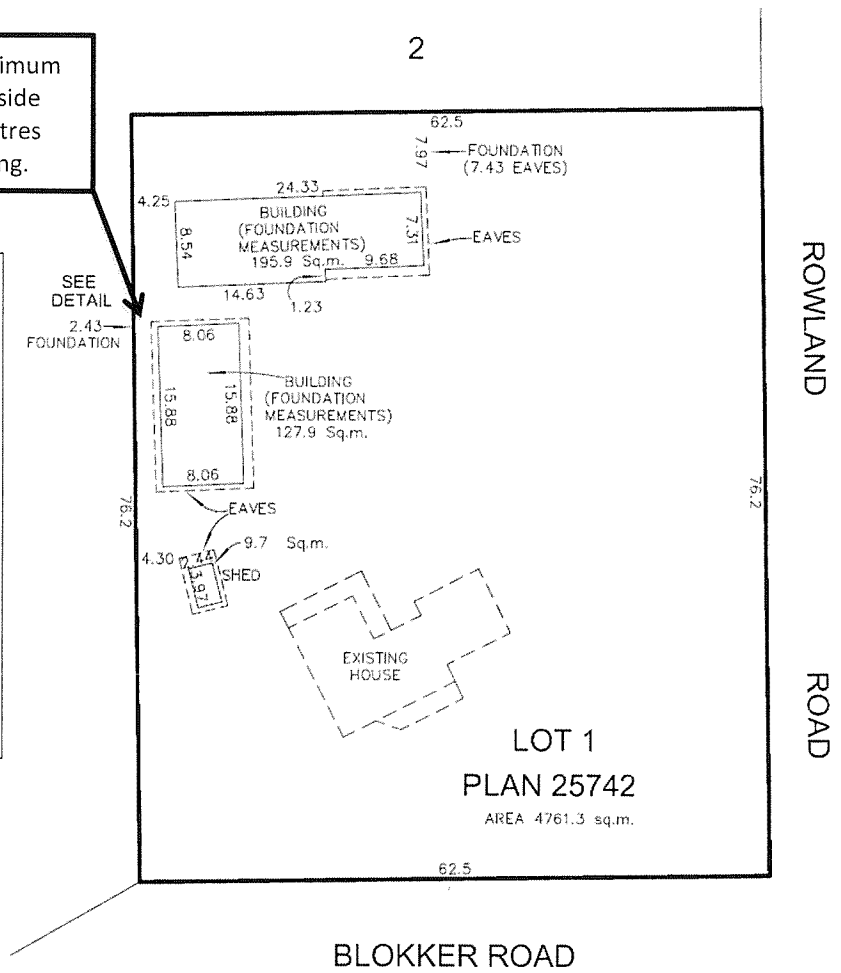 2
imum
side
tres
ng.
62.5
7.97
FOUNDATION
(7.43 EAVES)
4.25
24.33
BUILDING
(FOUNDATION
MEASUREMENTS)
195.9 Sq.m.
8.54
7.31
9.68
EAVES
14.63
1.23
SEE
DETAIL
2.43
FOUNDATION
8.06
15.88
15.88
BUILDING
(FOUNDATION
MEASUREMENTS)
127.9 Sq.m.
8.06
EAVES
76.2
76.2
4.30
9.7 Sq.m.
3.97
SHED
EXISTING
HOUSE
ROWLAND
ROAD
LOT 1
PLAN 25742
AREA 4761.3 sq.m.
62.5
BLOKKER ROAD